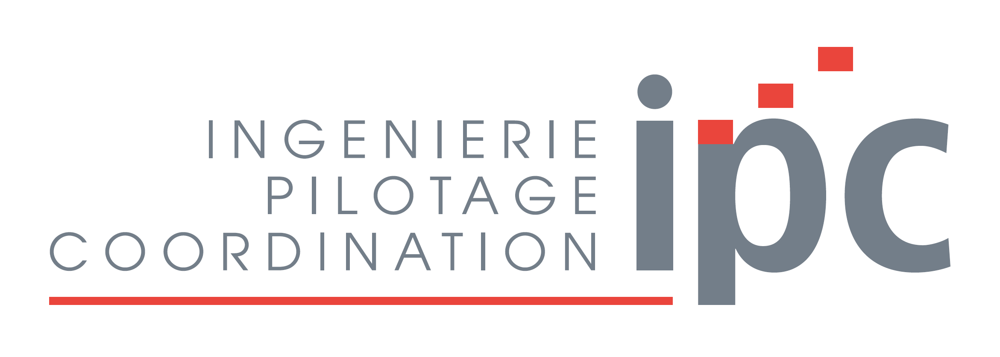 INGENIERIE
PILOTAGE
COORDINATION
ipc